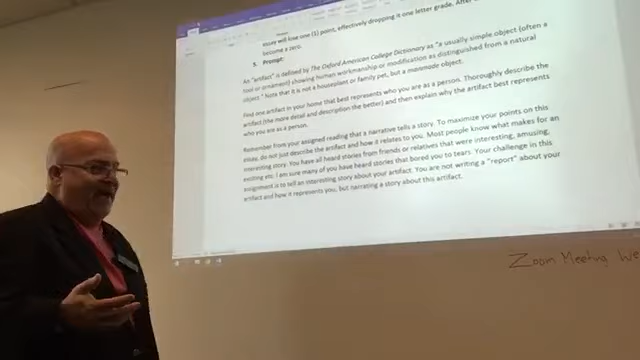 essay will lose one (1) point, effectively dropping it one letter grade. After
become a zero.
5. Prompt:
An "artifact" is defined by The Oxford American College Dictionary as "a usually simple object (often a
tool or ornament) showing human workmanship or modification as distinguished from a natural
object." Note that it is not a houseplant or family pet, but a manmade object.
Find one artifact in your home that best represents who you are as a person. Thoroughly describe the
artifact (the more detail and description the better) and then explain why the artifact best represents
who you are as a person.
Remember from your assigned reading that a narrative tells a story. To maximize your points on this
essay, do not just describe the artifact and how it relates to you. Most people know what makes for an
interesting story. You have all heard stories from friends or relatives that were interesting, amusing,
exciting etc. I am sure many of you have heard stories that bored you to tears. Your challenge in this
assignment is to tell an interesting story about your artifact. You are not writing a "report" about your
artifact and how it represents you, but narrating a story about this artifact.
Zoom Meeting We